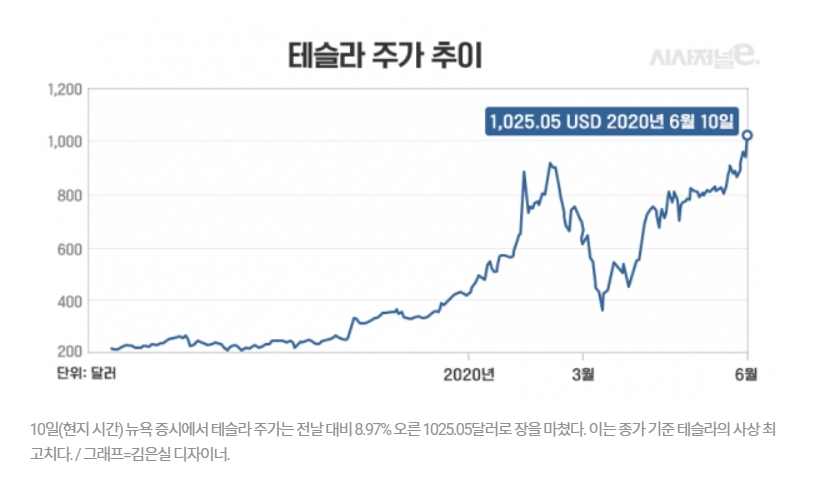 테슬라 주가 추이
시사저널e.
1,200
1,025.05 USD 2020년 6월 10일
1,000
800
600
400
200
단위: 달러
2020년
3월
6월
10일(현지 시간) 뉴욕 증시에서 테슬라 주가는 전날 대비 8.97% 오른 1025.05달러로 장을 마쳤다. 이는 종가 기준 테슬라의 사상 최
고치다. / 그래프=김은실 디자이너.